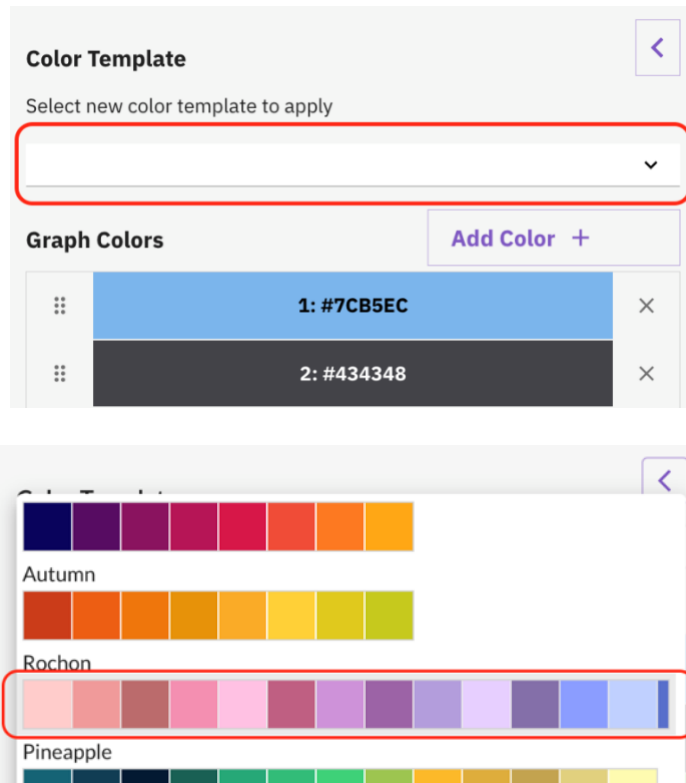 Color Template
Select new color template to apply
Graph Colors
Add Color +
1: #7CB5EC
2: #434348
Autumn
Rochon
Pineapple